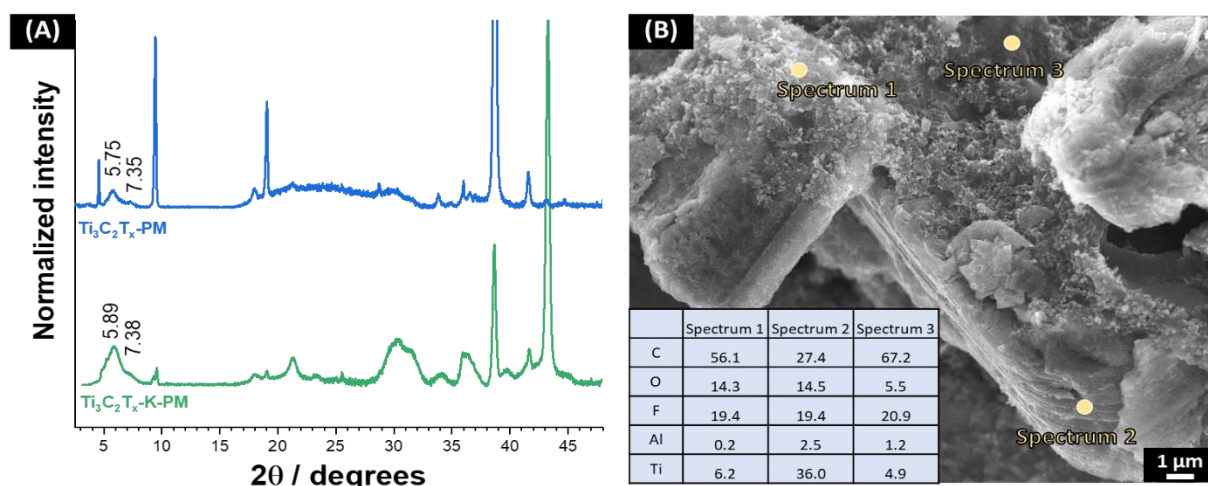 (A)
Normalized intensity
5.75
7.35
Ti₃C₂Tₓ-PM
5.89
7.38
Ti₃C₂Tₓ-K-PM
5 10 15 20 25 30 35 40 45
2θ / degrees
(B)
Spectrum 1
Spectrum 3
Spectrum 2
Spectrum 1 Spectrum 2 Spectrum 3
C 56.1 27.4 67.2
O 14.3 14.5 5.5
F 19.4 19.4 20.9
Al 0.2 2.5 1.2
Ti 6.2 36.0 4.9
1 μm